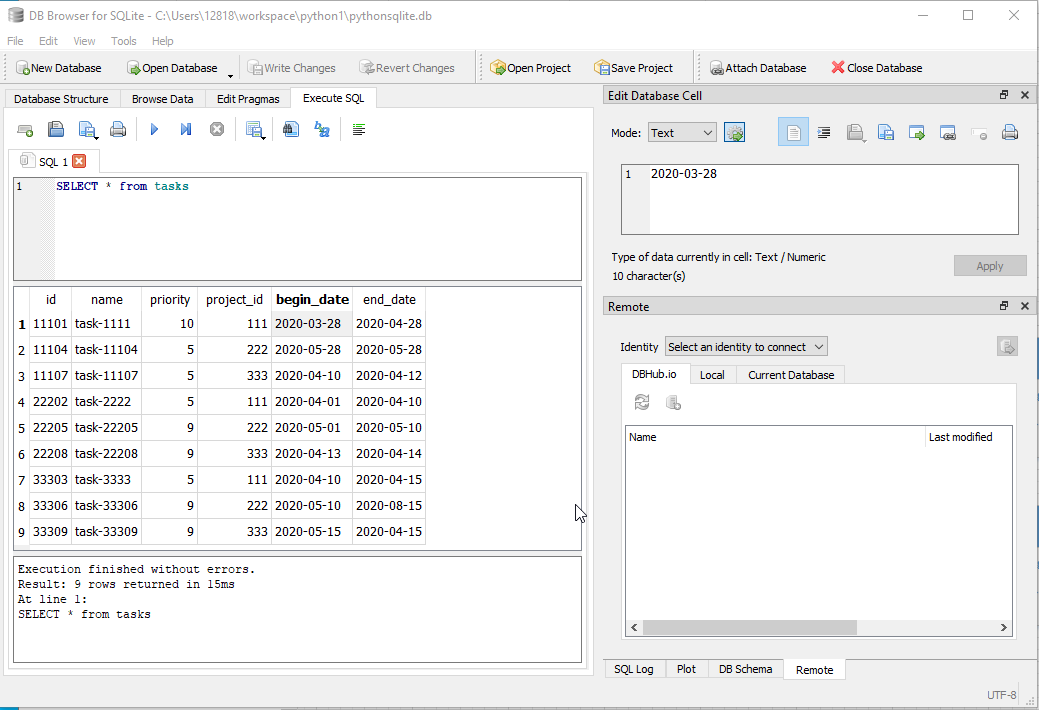 DB Browser for SQLite - C:\Users\12818\workspace\python1\pythonsqlite.db
File Edit View Tools Help
New Database Open Database Write Changes Revert Changes Open Project Save Project Attach Database Close Database
Database Structure Browse Data Edit Pragmas Execute SQL
SQL 1
1 SELECT * from tasks
id name priority project_id begin_date end_date
1 11101 task-1111 10 111 2020-03-28 2020-04-28
2 11104 task-11104 5 222 2020-05-28 2020-05-28
3 11107 task-11107 5 333 2020-04-10 2020-04-12
4 22202 task-2222 5 111 2020-04-01 2020-04-10
5 22205 task-22205 9 222 2020-05-01 2020-05-10
6 22208 task-22208 9 333 2020-04-13 2020-04-14
7 33303 task-3333 5 111 2020-04-10 2020-04-15
8 33306 task-33306 9 222 2020-05-10 2020-08-15
9 33309 task-33309 9 333 2020-05-15 2020-04-15
Execution finished without errors.
Result: 9 rows returned in 15ms
At line 1:
SELECT * from tasks
Edit Database Cell
Mode: Text
1 2020-03-28
Type of data currently in cell: Text / Numeric
10 character(s)
Apply
Remote
Identity Select an identity to connect
DBHub.io Local Current Database
Name Last modified
SQL Log Plot DB Schema Remote
UTF-8